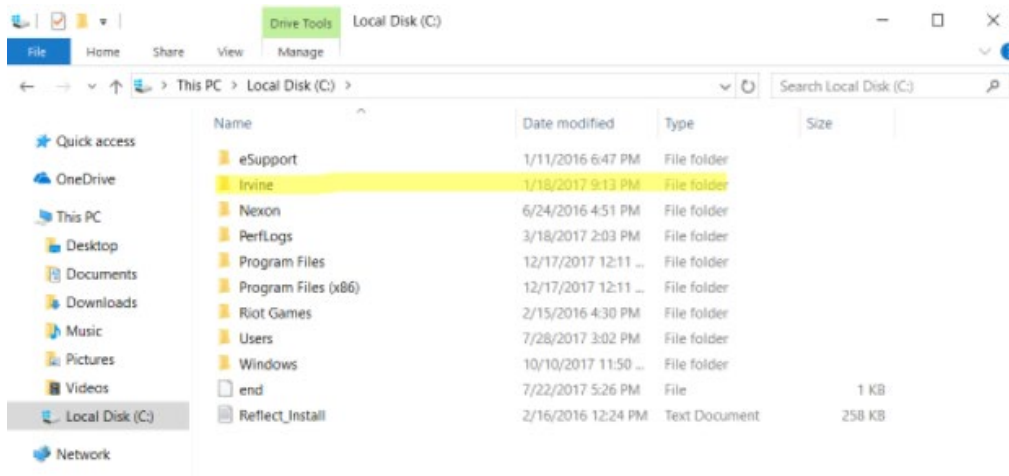 Drive Tools Local Disk (C:)
File Home Share View Manage
This PC > Local Disk (C:) > Search Local Disk (C:)
Name Date modified Type Size
Quick access
OneDrive
This PC
Desktop
Documents
Downloads
Music
Pictures
Videos
Local Disk (C:)
Network
eSupport 1/11/2016 6:47 PM File folder
Irvine 1/18/2017 9:13 PM File folder
Nexon 6/24/2016 4:51 PM File folder
PerfLogs 3/18/2017 2:03 PM File folder
Program Files 12/17/2017 12:11 ... File folder
Program Files (x86) 12/17/2017 12:11 ... File folder
Riot Games 2/15/2016 4:30 PM File folder
Users 7/28/2017 3:02 PM File folder
Windows 10/10/2017 11:50 ... File folder
end 7/22/2017 5:26 PM File 1 KB
Reflect_Install 2/16/2016 12:24 PM Text Document 258 KB